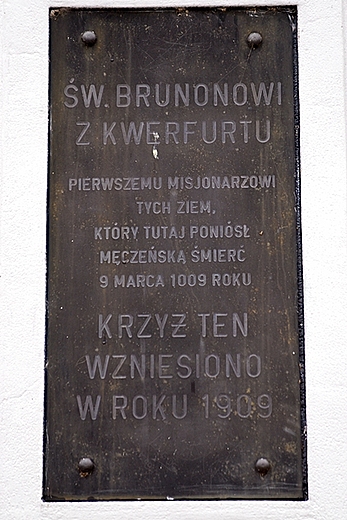 ŚW. BRUNONOWI
Z KWERFURTU
PIERWSZEMU MISJONARZOWI
TYCH ZIEM,
KTÓRY TUTAJ PONIÓSŁ
MĘCZEŃSKĄ ŚMIERĆ
9 MARCA 1009 ROKU
KRZYŻ TEN
WZNIESIONO
W ROKU 1909